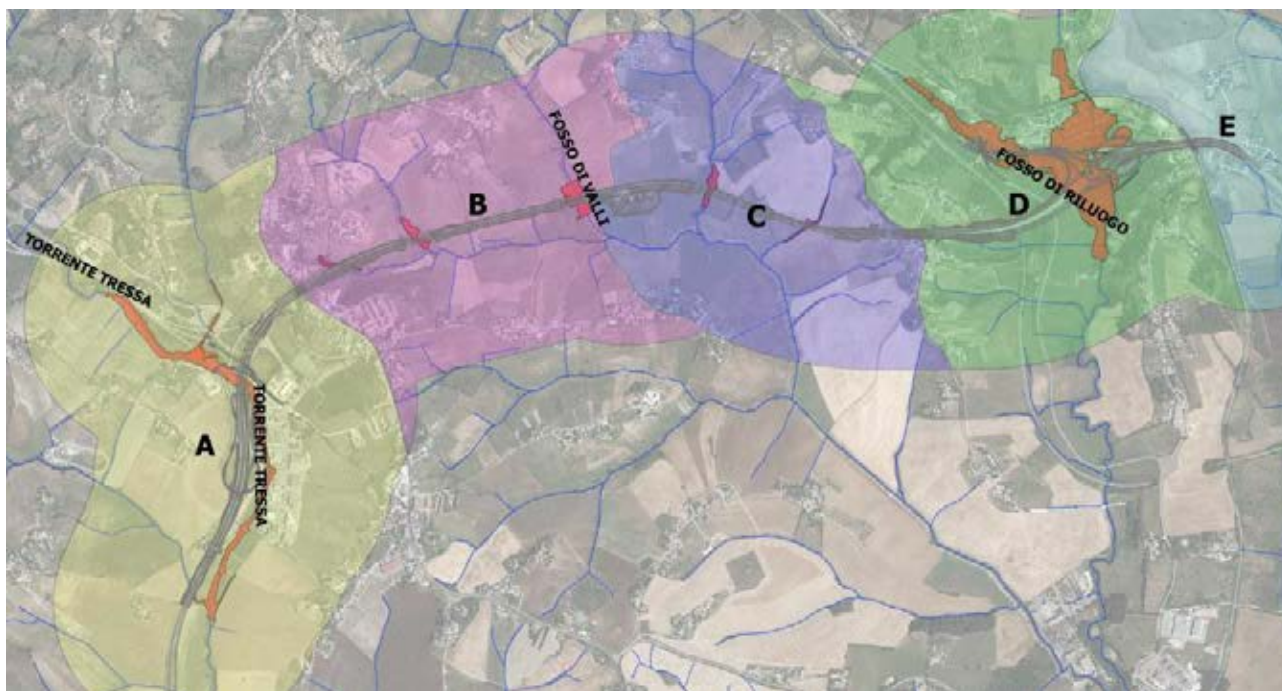 E
FOSSO DI VALLI
FOSSO DI RILUOGO
B
C
D
TORRENTE TRESSA
A
TORRENTE TRESSA